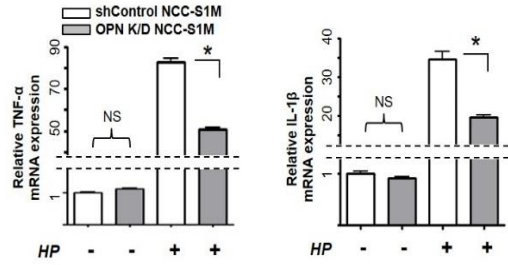 shControl NCC-S1M
OPN K/D NCC-S1M
Relative TNF-α
mRNA expression
90
70
50
1
NS
*
HP - - + +
Relative IL-1β
mRNA expression
40
30
20
1
NS
*
HP - - + +